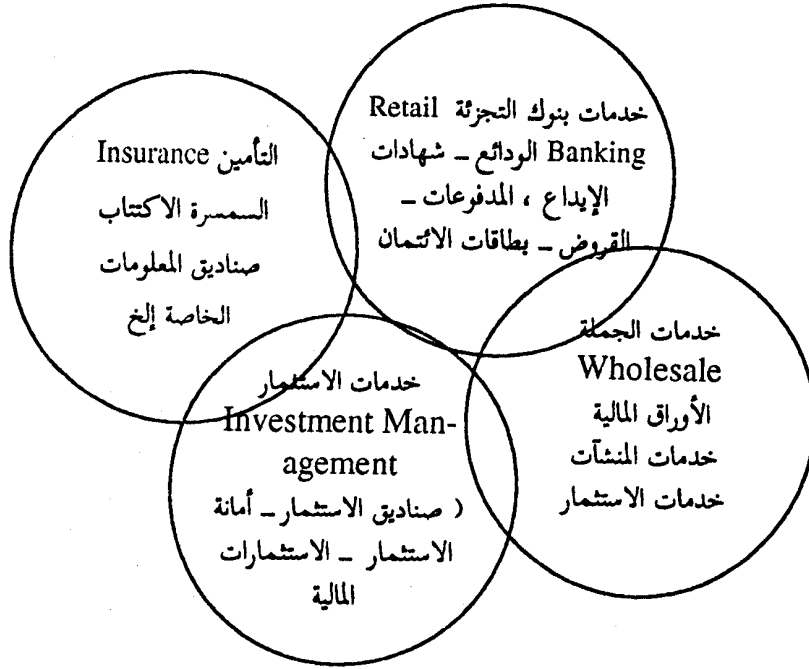 خدمات بنوك التجزئة Retail
Banking الودائع – شهادات
الإيداع ، المدفوعات –
القروض – بطاقات الائتمان
التأمين Insurance
السمسرة الاكتتاب
صناديق المعلومات
الخاصة إلخ
خدمات الجملة
Wholesale
الأوراق المالية
خدمات المنشآت
خدمات الاستثمار
خدمات الاستثمار
Investment Man-
agement
( صناديق الاستثمار – أمانة
الاستثمار – الاستثمارات
المالية